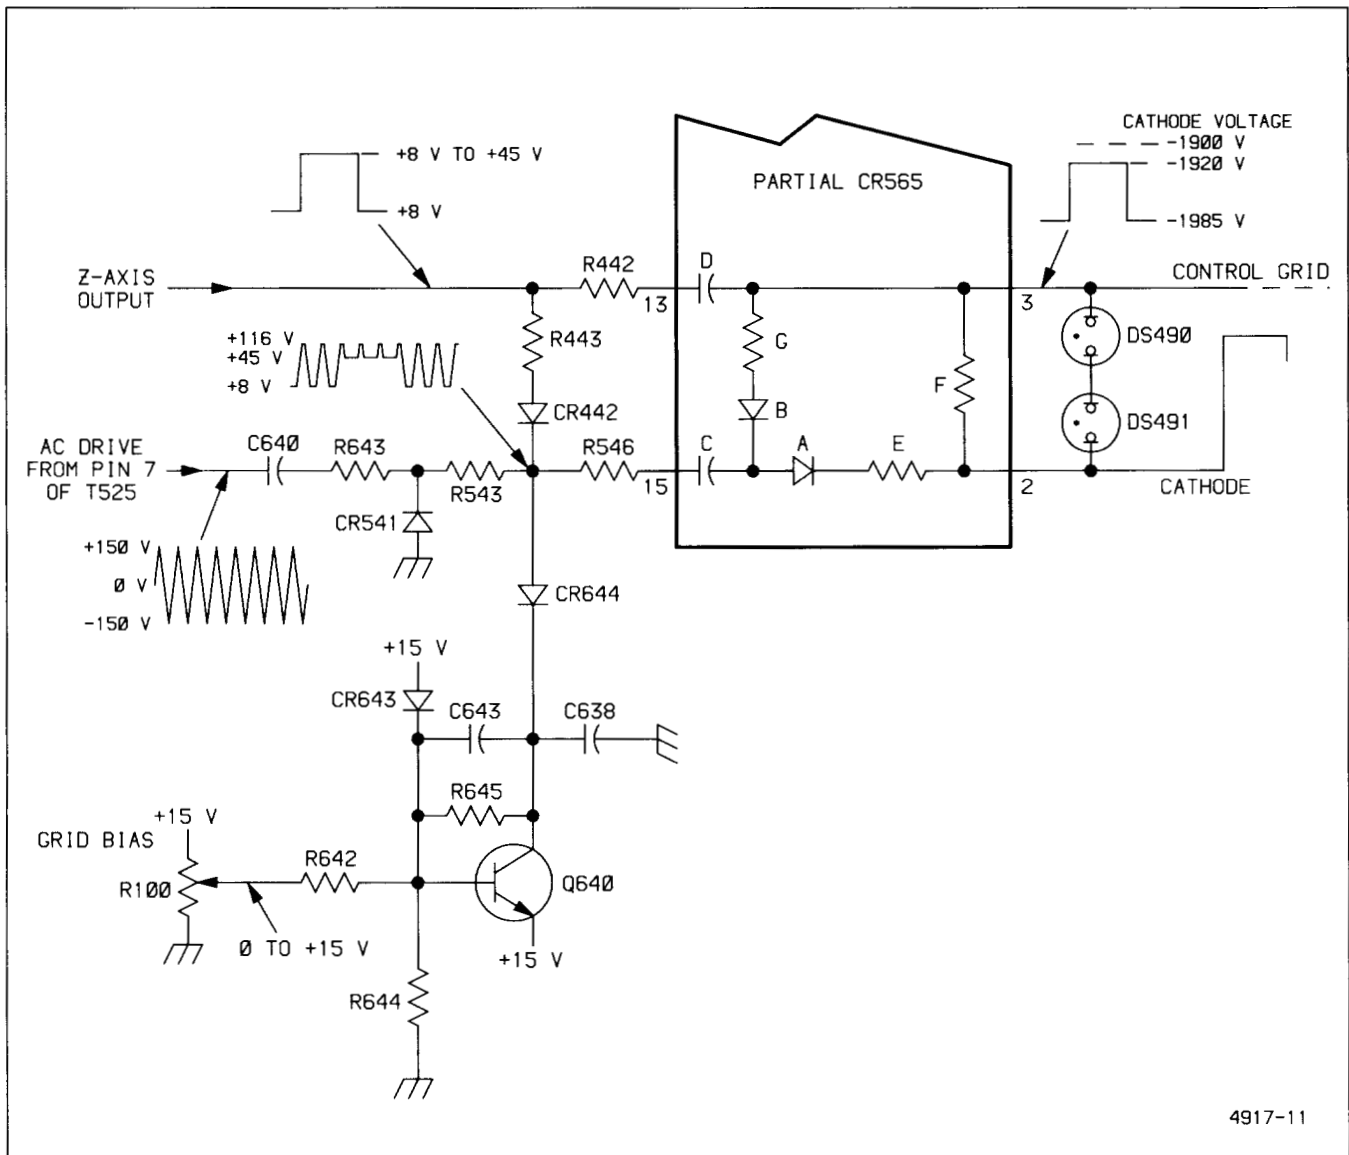 CATHODE VOLTAGE
-1900 V
-1920 V
-1985 V
+8 V TO +45 V
+8 V
PARTIAL CR565
Z-AXIS
OUTPUT
R442
13
D
3
CONTROL GRID
R443
G
F
DS490
+116 V
+45 V
+8 V
CR442
B
DS491
AC DRIVE
FROM PIN 7
OF T525
C640
R643
R543
R546
15
C
A
E
2
CATHODE
CR541
+150 V
0 V
-150 V
CR644
+15 V
CR643
C643
C638
R645
+15 V
GRID BIAS
R100
R642
Q640
0 TO +15 V
+15 V
R644
4917-11